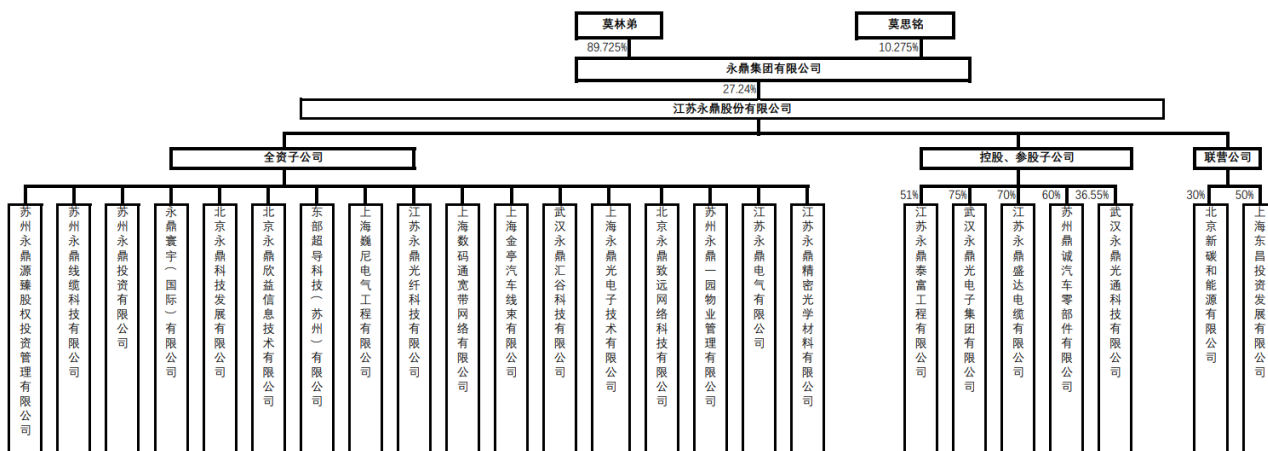 莫林弟
莫思铭
89.725%
10.275%
永鼎集团有限公司
27.24%
江苏永鼎股份有限公司
全资子公司
控股、参股子公司
联营公司
51%
75%
70%
60%
36.55%
30%
50%
苏州永鼎源臻股权投资管理有限公司
苏州永鼎线缆科技有限公司
苏州永鼎投资有限公司
永鼎寰宇（国际）有限公司
北京永鼎科技发展有限公司
北京永鼎欣益信息技术有限公司
东部超导科技（苏州）有限公司
上海巍尼电气工程有限公司
江苏永鼎光纤科技有限公司
上海数码通宽带网络有限公司
上海金亭汽车线束有限公司
武汉永鼎汇谷科技有限公司
上海永鼎光电子技术有限公司
北京永鼎致远网络科技有限公司
苏州永鼎一园物业管理有限公司
江苏永鼎电气有限公司
江苏永鼎精密光学材料有限公司
江苏永鼎泰富工程有限公司
武汉永鼎光电子集团有限公司
江苏永鼎盛达电缆有限公司
苏州鼎诚汽车零部件有限公司
武汉永鼎光通科技有限公司
北京新碳和能源有限公司
上海东昌投资发展有限公司